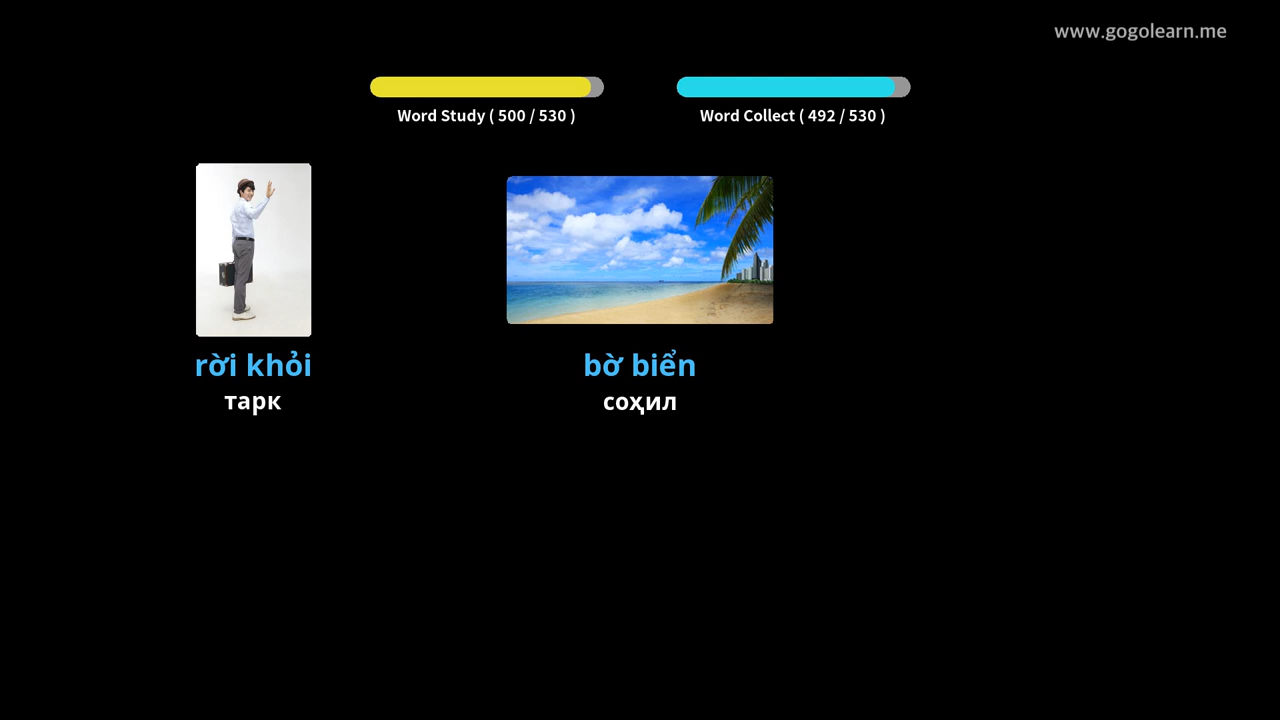 www.gogolearn.me
Word Study ( 500 / 530 )
Word Collect ( 492 / 530 )
rời khỏi
тарк
bờ biển
соҳил